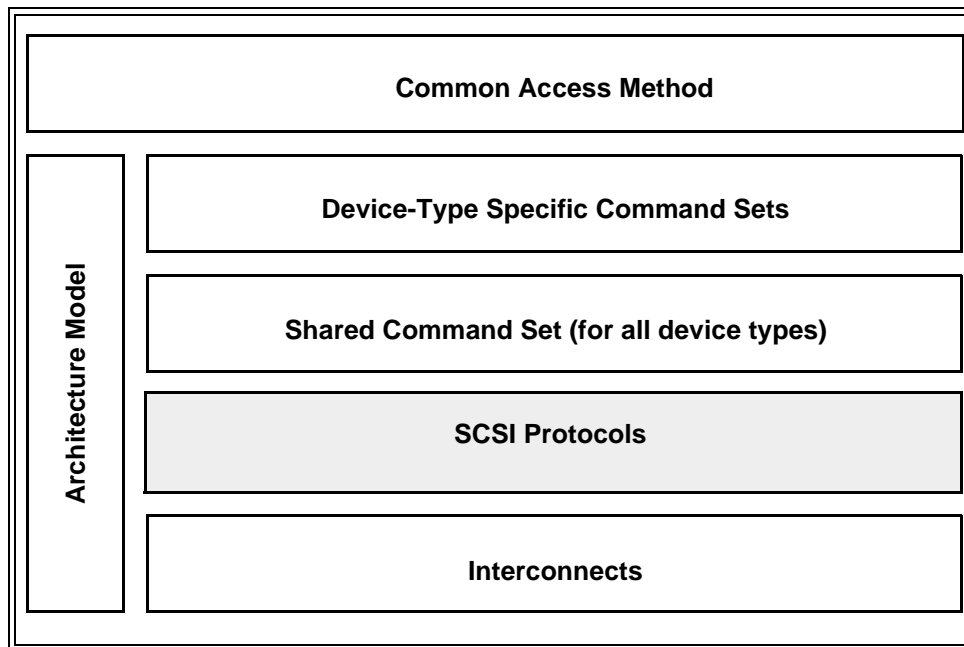 Common Access Method
Architecture Model
Device-Type Specific Command Sets
Shared Command Set (for all device types)
SCSI Protocols
Interconnects